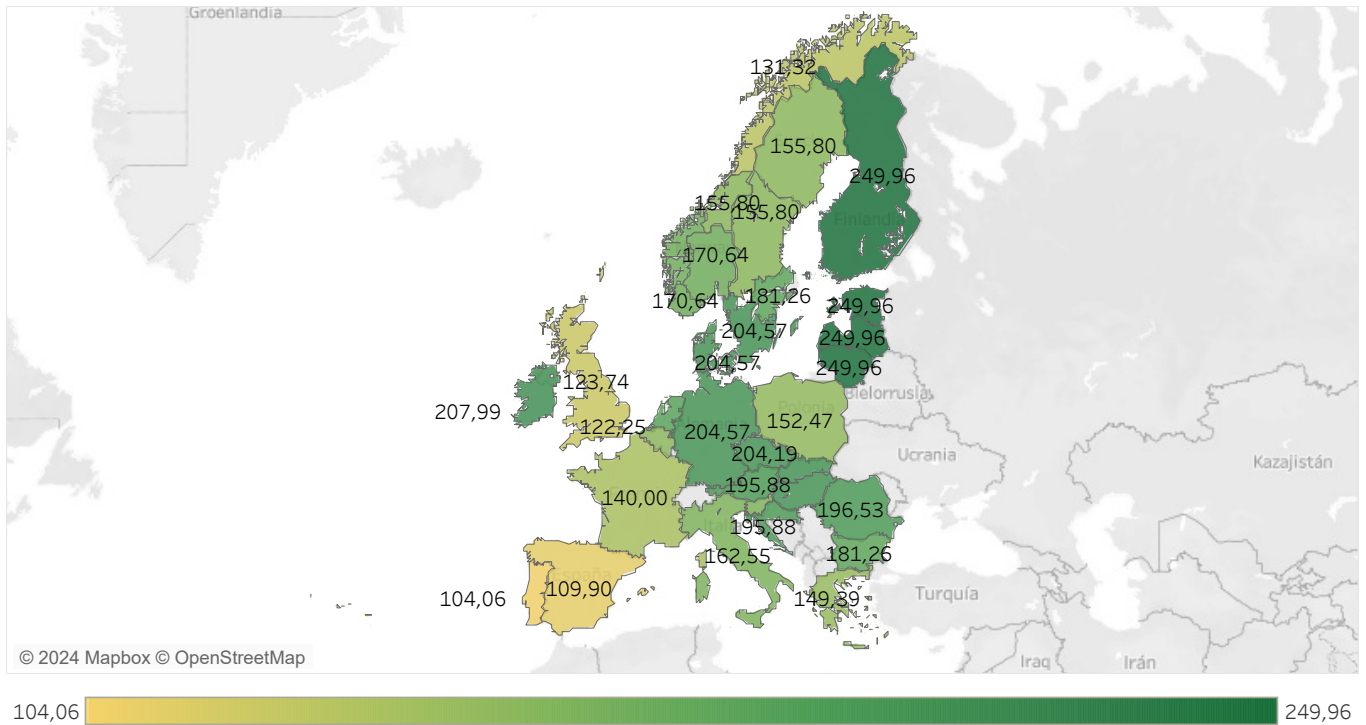 Groenlandia
131,32
155,80
249,96
155,80
155,80
Finlandia
170,64
170,64
181,26
249,96
204,57
249,96
204,57
249,96
123,74
Bielorrusia
207,99
Polonia
152,47
122,25
204,57
204,19
Ucrania
Kazajistán
195,88
140,00
196,53
Italia
195,88
162,55
181,26
España
109,90
104,06
149,39
Turquía
© 2024 Mapbox © OpenStreetMap
Iraq
Irán
104,06
249,96